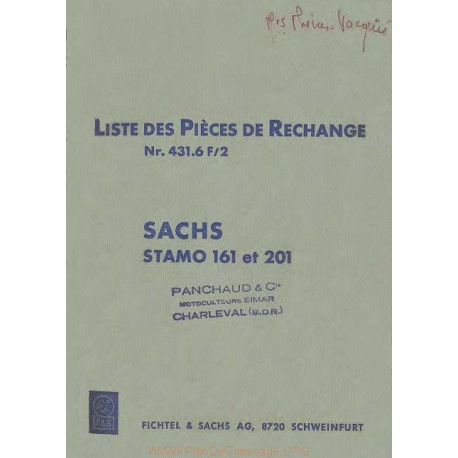 LISTE DES PIÈCES DE RECHANGE
Nr. 431.6 F/2
SACHS
STAMO 161 et 201
PANCHAUD & Cie
MOTOCULTEURS SIMAR
CHARLEVAL (B.D.R.)
F&S
FICHTEL & SACHS AG, 8720 SCHWEINFURT